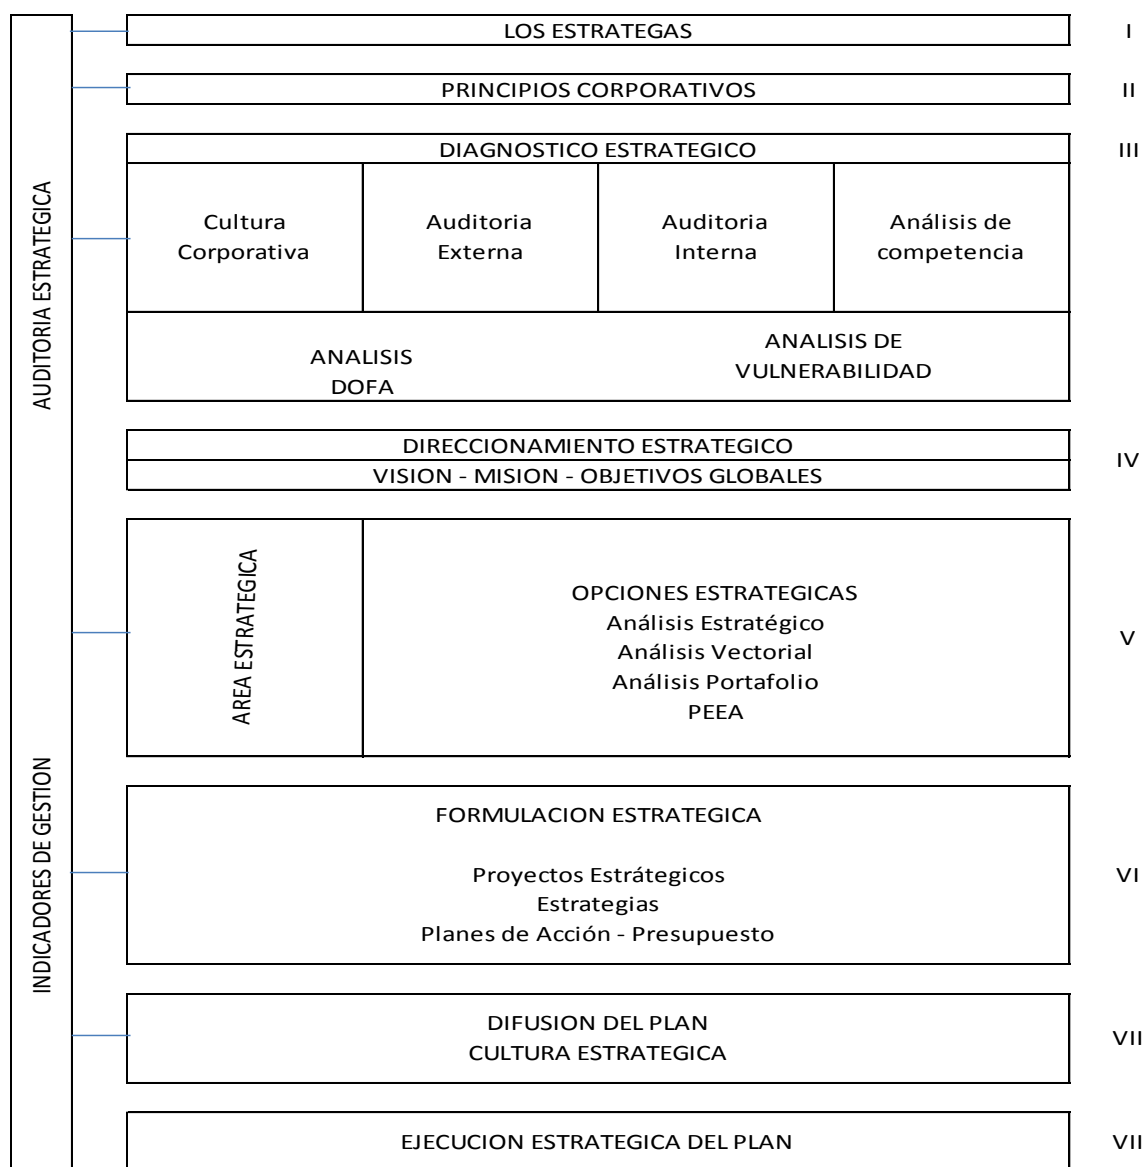 LOS ESTRATEGAS
I
PRINCIPIOS CORPORATIVOS
II
DIAGNOSTICO ESTRATEGICO
III
Cultura
Corporativa
Auditoria
Externa
Auditoria
Interna
Análisis de
competencia
ANALISIS
DOFA
ANALISIS DE
VULNERABILIDAD
AUDITORIA ESTRATEGICA
DIRECCIONAMIENTO ESTRATEGICO
VISION - MISION - OBJETIVOS GLOBALES
IV
AREA ESTRATEGICA
OPCIONES ESTRATEGICAS
Análisis Estratégico
Análisis Vectorial
Análisis Portafolio
PEEA
V
INDICADORES DE GESTION
FORMULACION ESTRATEGICA
Proyectos Estrátegicos
Estrategias
Planes de Acción - Presupuesto
VI
DIFUSION DEL PLAN
CULTURA ESTRATEGICA
VII
EJECUCION ESTRATEGICA DEL PLAN
VII